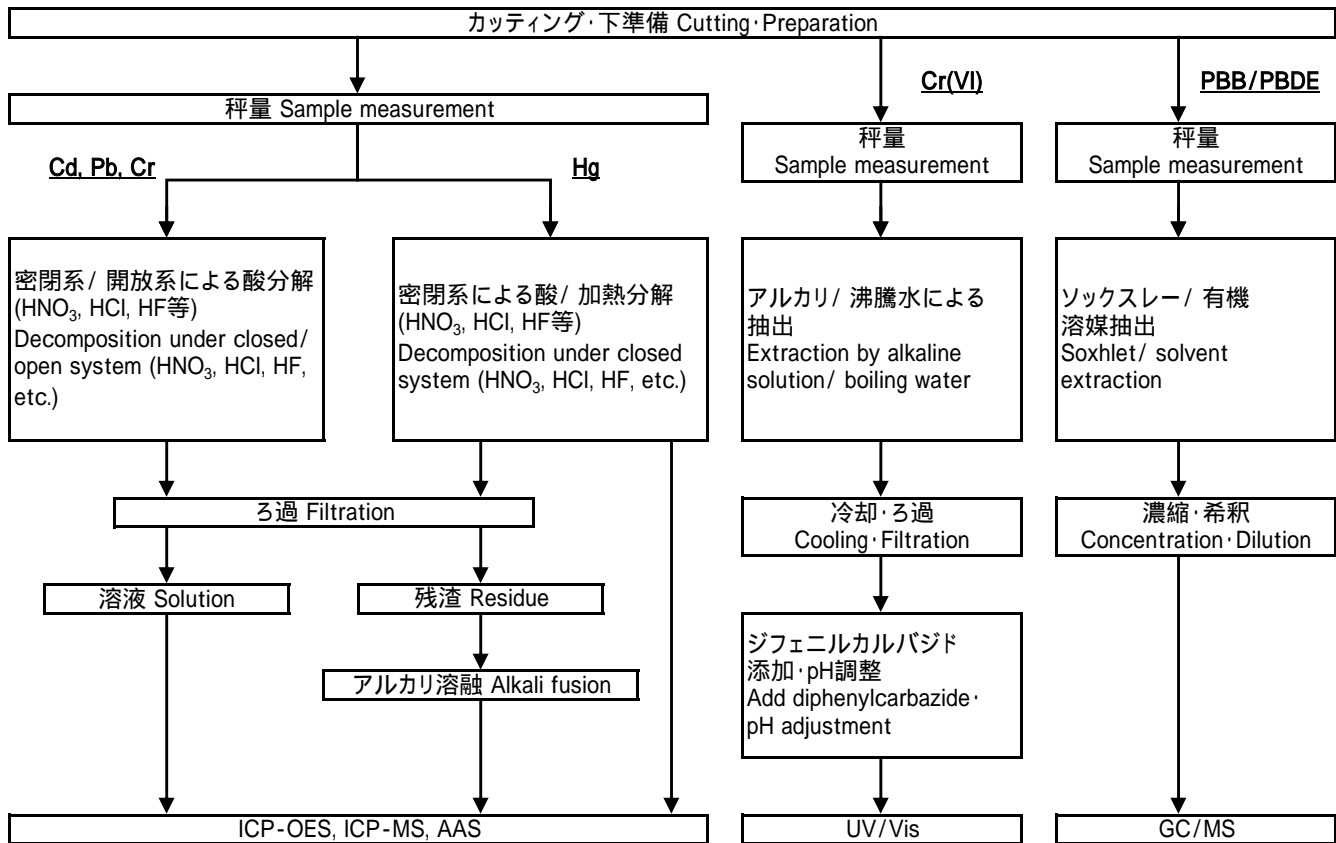 カッティング・下準備 Cutting・Preparation
秤量 Sample measurement
Cd, Pb, Cr
Hg
密閉系/ 開放系による酸分解
(HNO₃, HCl, HF等)
Decomposition under closed/
open system (HNO₃, HCl, HF,
etc.)
密閉系による酸/ 加熱分解
(HNO₃, HCl, HF等)
Decomposition under closed
system (HNO₃, HCl, HF, etc.)
ろ過 Filtration
溶液 Solution
残渣 Residue
アルカリ溶融 Alkali fusion
ICP-OES, ICP-MS, AAS
Cr(VI)
秤量
Sample measurement
アルカリ/ 沸騰水による
抽出
Extraction by alkaline
solution/ boiling water
冷却・ろ過
Cooling・Filtration
ジフェニルカルバジド
添加・pH調整
Add diphenylcarbazide・
pH adjustment
UV/Vis
PBB/PBDE
秤量
Sample measurement
ソックスレー/ 有機
溶媒抽出
Soxhlet/ solvent
extraction
濃縮・希釈
Concentration・Dilution
GC/MS